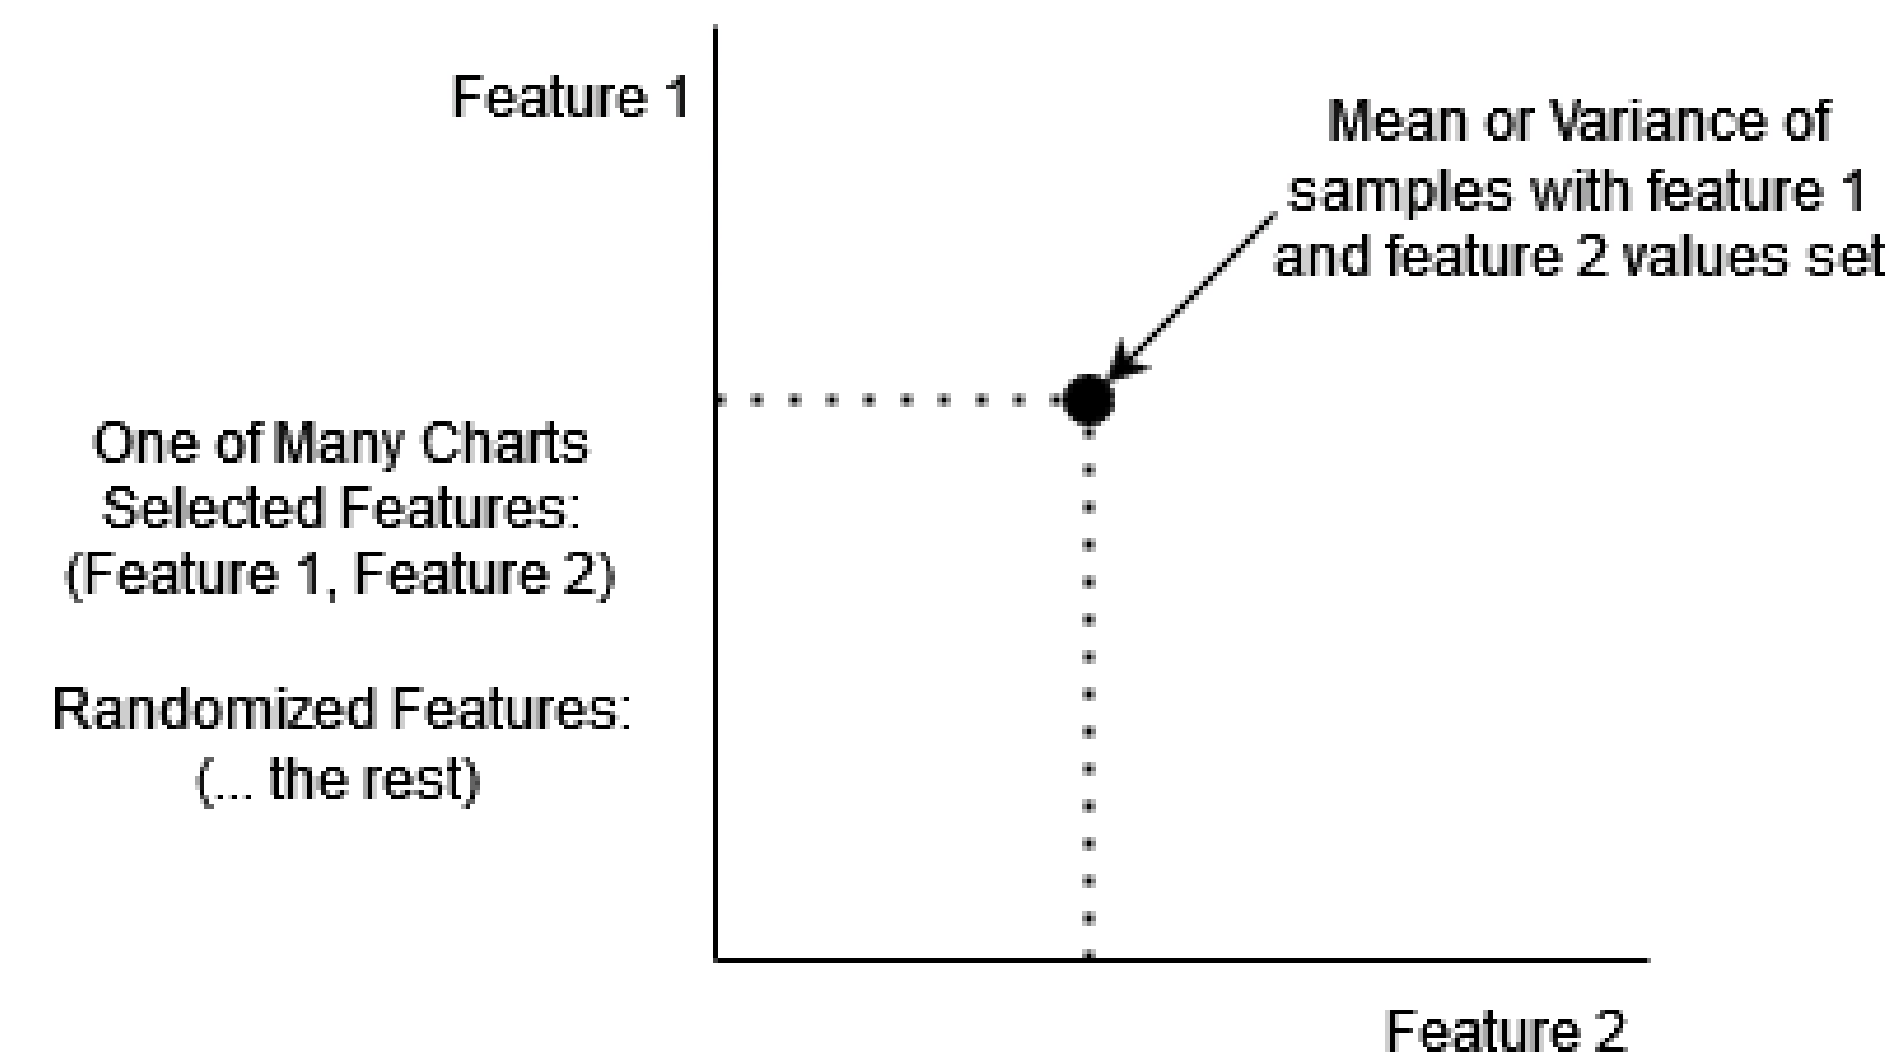 Feature 1
Mean or Variance of
samples with feature 1
and feature 2 values set
One of Many Charts
Selected Features:
(Feature 1, Feature 2)
Randomized Features:
(... the rest)
Feature 2